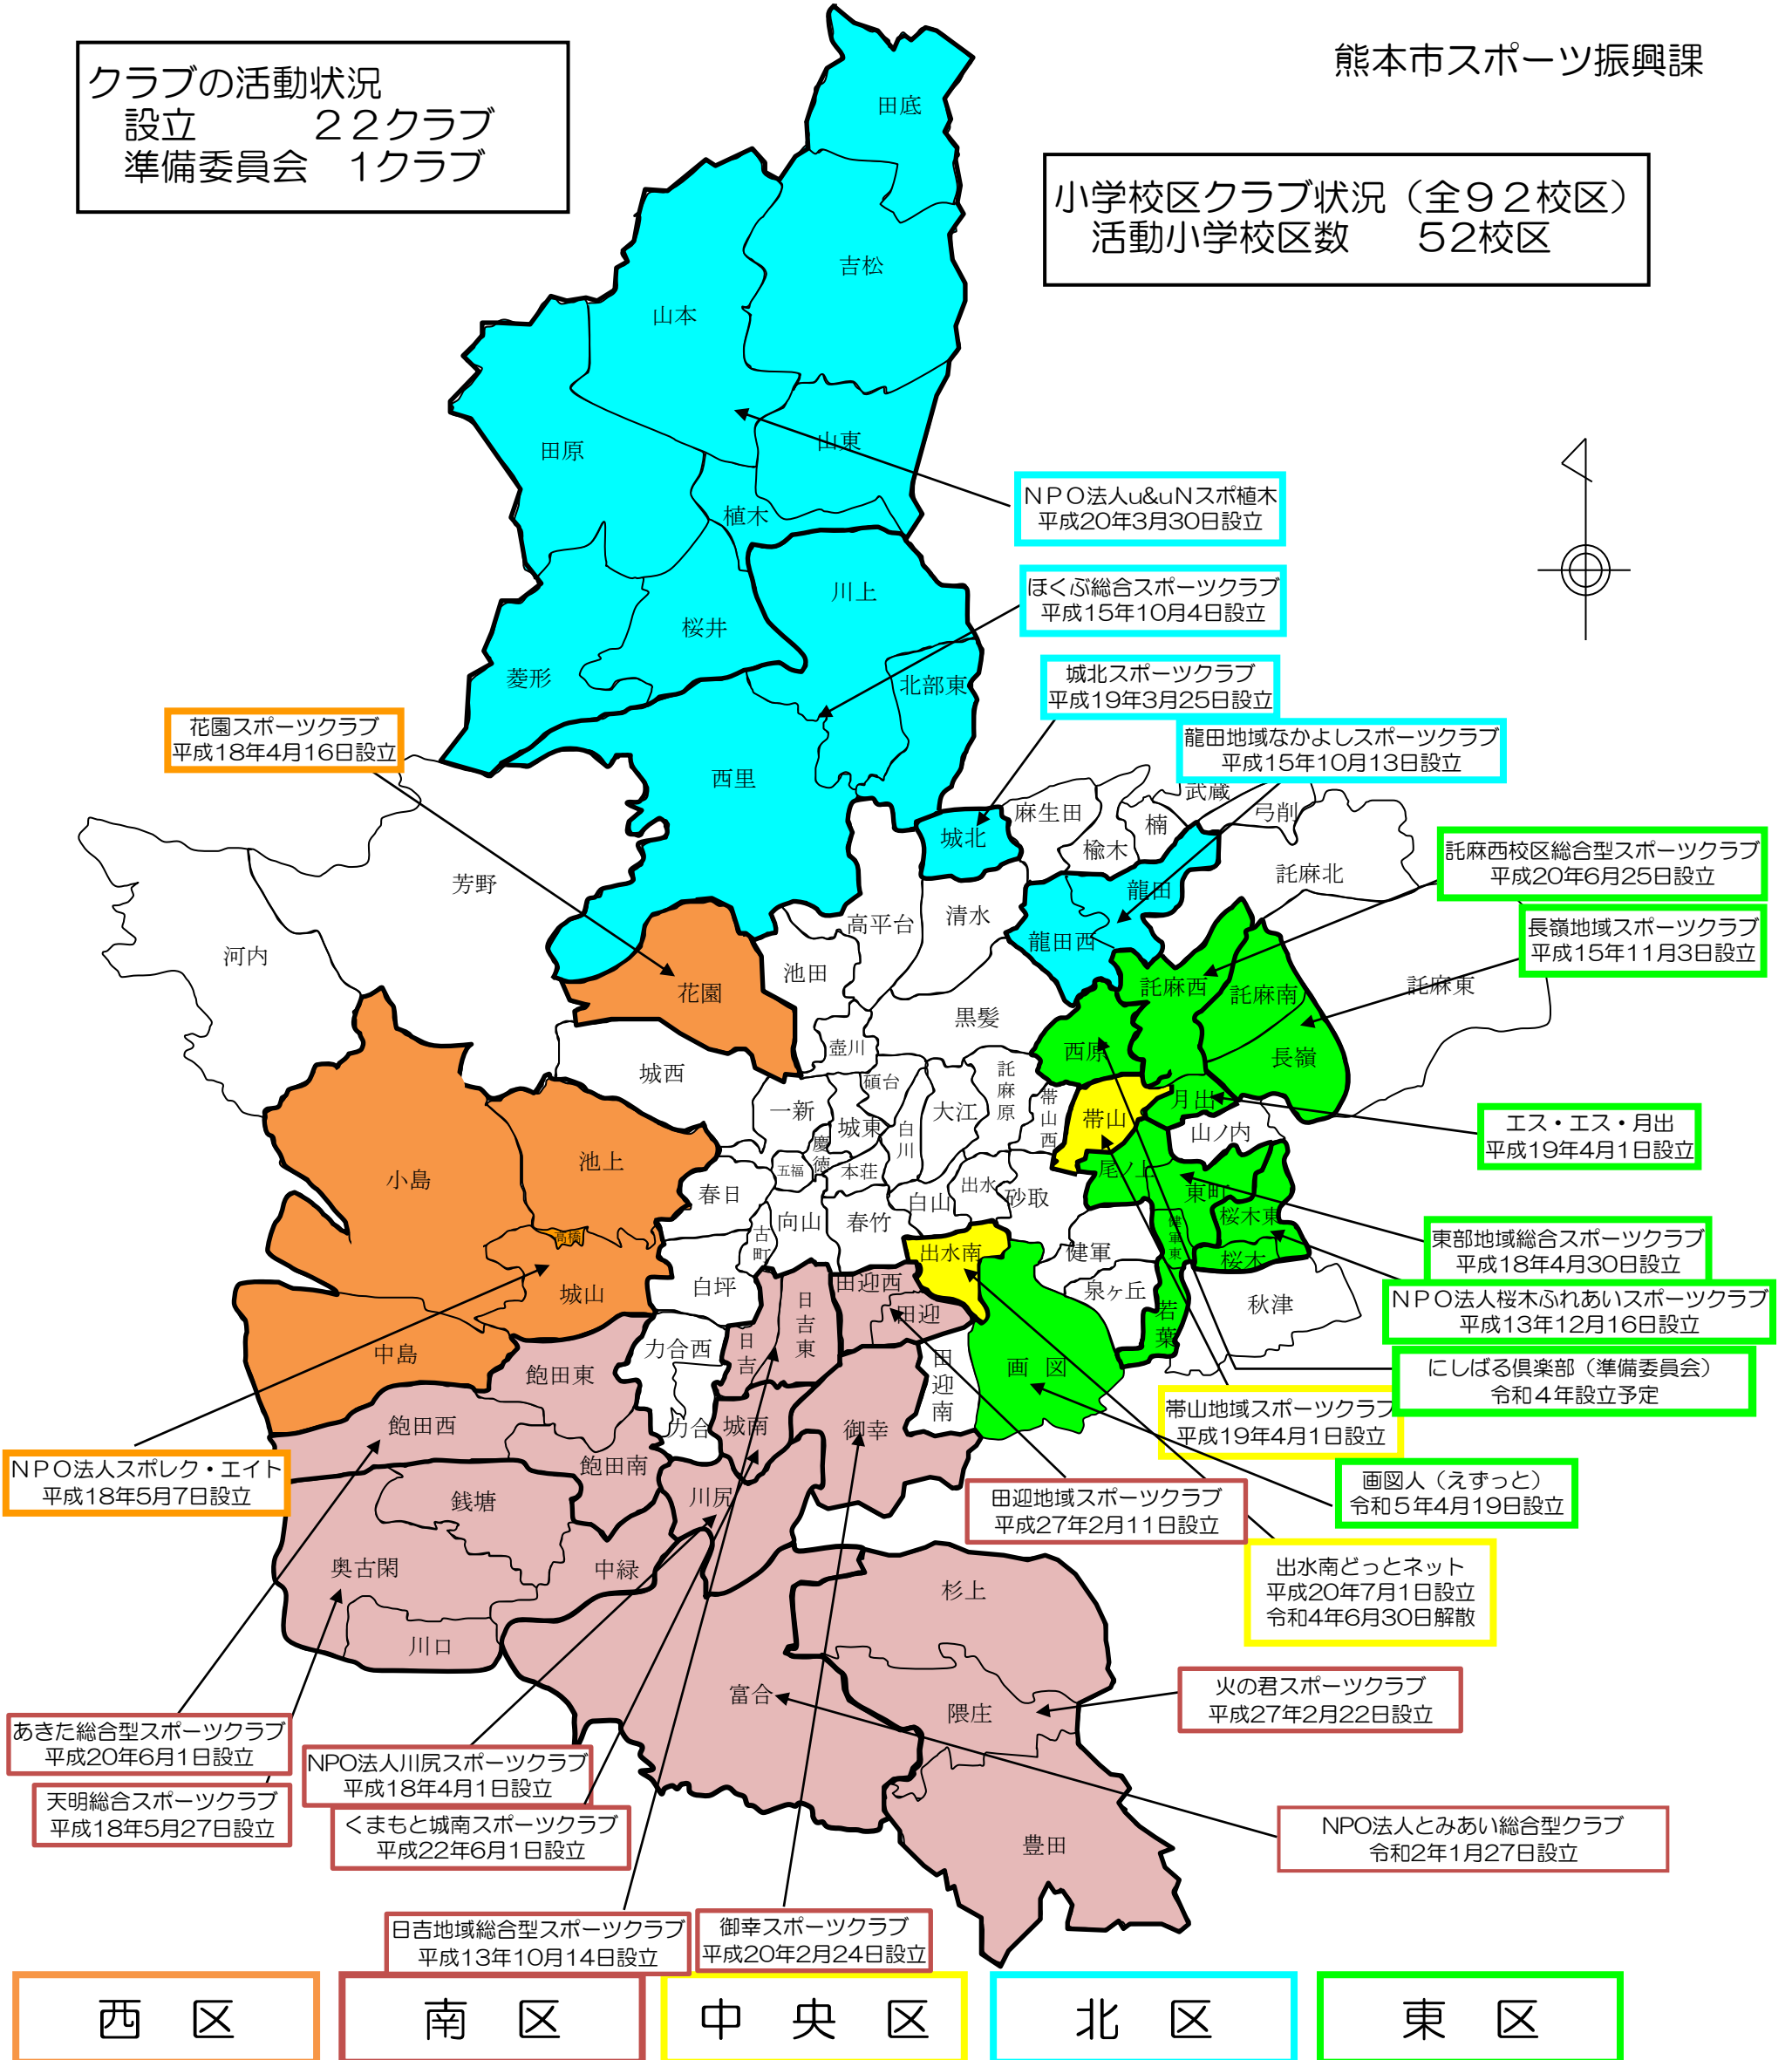 熊本市スポーツ振興課
クラブの活動状況
設立 ２２クラブ
準備委員会 1クラブ
小学校区クラブ状況（全９２校区）
活動小学校区数 ５２校区
田底
吉松
山本
山東
田原
植木
川上
桜井
菱形
北部東
西里
ＮＰＯ法人u&uＮスポ植木
平成20年3月30日設立
ほくぶ総合スポーツクラブ
平成15年10月4日設立
城北スポーツクラブ
平成19年3月25日設立
龍田地域なかよしスポーツクラブ
平成15年10月13日設立
花園スポーツクラブ
平成18年4月16日設立
託麻西校区総合型スポーツクラブ
平成20年6月25日設立
長嶺地域スポーツクラブ
平成15年11月3日設立
武蔵
麻生田
楠
弓削
城北
楡木
託麻北
龍田
芳野
高平台
清水
龍田西
河内
池田
花園
託麻西
託麻南
託麻東
黒髪
西原
長嶺
壺川
城西
碩台
託麻原
帯山西
一新
大江
帯山
月出
城東
白川
山ノ内
慶徳
五福
本荘
池上
小島
尾ノ上
春日
出水
砂取
東町
白山
向山
春竹
古町
桜木東
健軍東
高橋
出水南
健軍
桜木
白坪
田迎西
泉ヶ丘
城山
日吉東
田迎
若葉
秋津
中島
力合西
日吉
飽田東
田迎南
画図
飽田西
力合
城南
御幸
飽田南
銭塘
川尻
奥古閑
中緑
杉上
川口
富合
隈庄
豊田
エス・エス・月出
平成19年4月1日設立
東部地域総合スポーツクラブ
平成18年4月30日設立
ＮＰＯ法人桜木ふれあいスポーツクラブ
平成13年12月16日設立
にしばる倶楽部（準備委員会）
令和４年設立予定
帯山地域スポーツクラブ
平成19年4月1日設立
画図人（えずっと）
令和５年4月19日設立
ＮＰＯ法人スポレク・エイト
平成18年5月7日設立
田迎地域スポーツクラブ
平成27年2月11日設立
出水南どっとネット
平成20年7月1日設立
令和4年6月30日解散
火の君スポーツクラブ
平成27年2月22日設立
あきた総合型スポーツクラブ
平成20年6月1日設立
天明総合スポーツクラブ
平成18年5月27日設立
NPO法人川尻スポーツクラブ
平成18年4月1日設立
くまもと城南スポーツクラブ
平成22年6月1日設立
NPO法人とみあい総合型クラブ
令和2年1月27日設立
日吉地域総合型スポーツクラブ
平成13年10月14日設立
御幸スポーツクラブ
平成20年2月24日設立
西 区
南 区
中 央 区
北 区
東 区